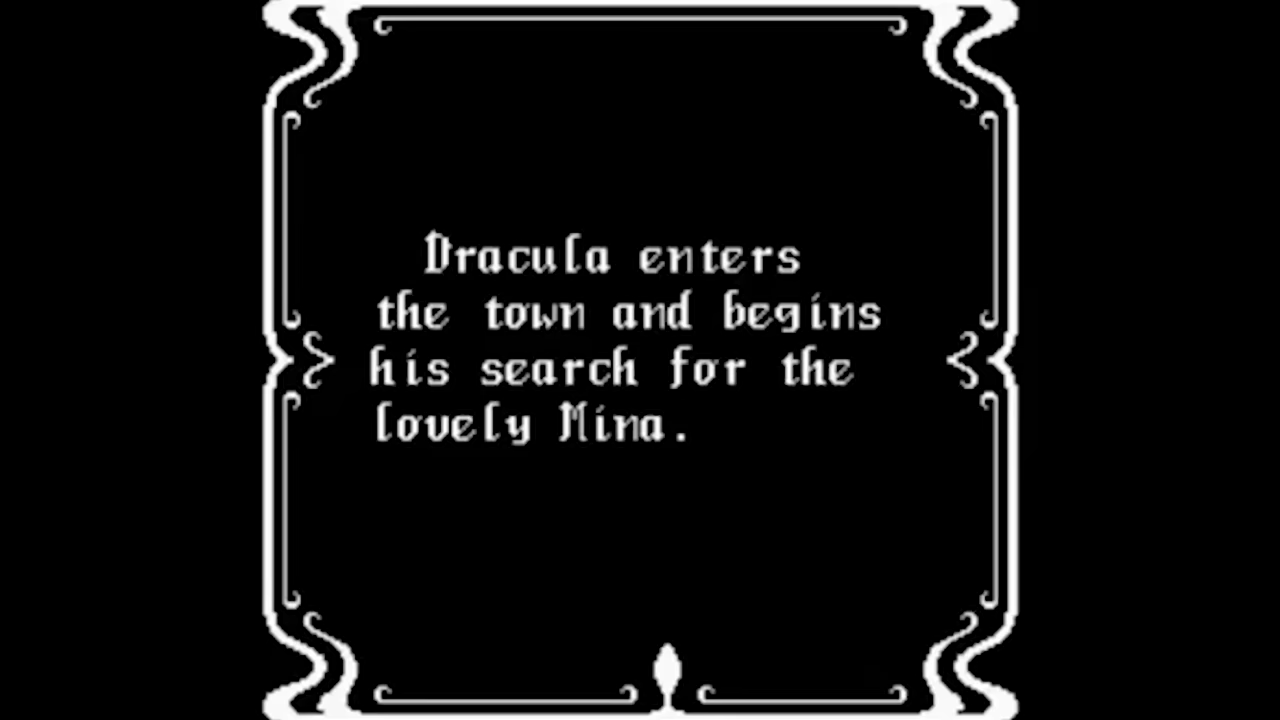 Dracula enters
the town and begins
his search for the
lovely Mina.